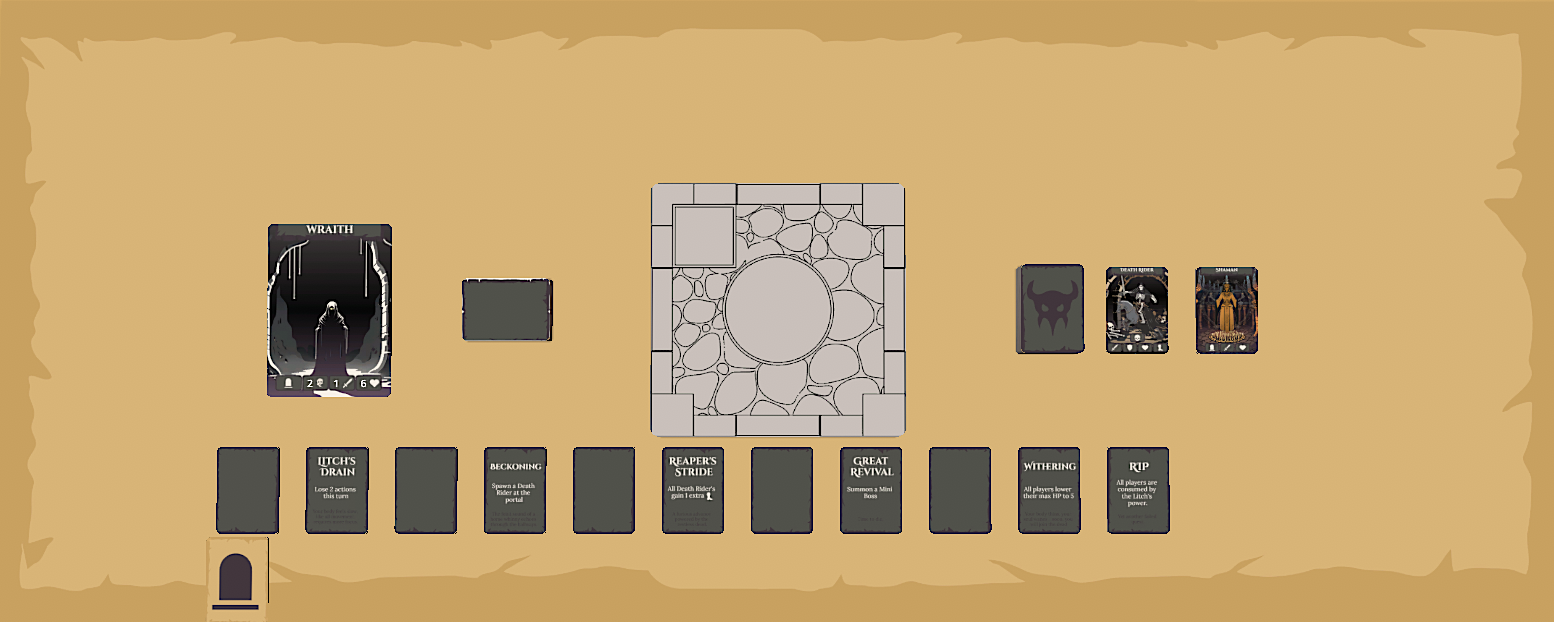 WRAITH
2 1 6
DEATH RIDER
SHAMAN
LITCH'S
DRAIN
Lose 2 actions
this turn
BECKONING
Spawn a Death
Rider at the
portal
REAPER'S
STRIDE
All Death Rider's
gain 1 extra
GREAT
REVIVAL
Summon a Mini
Boss
WITHERING
All players lower
their max HP to 5
RIP
All players are
consumed by
the Litch's
power.